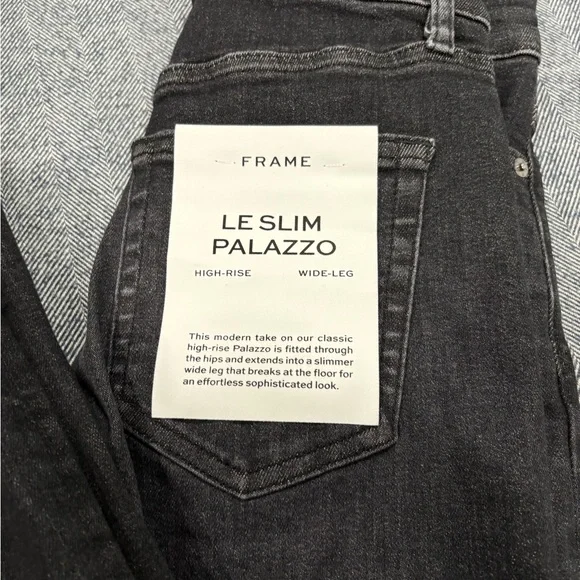 FRAME
LE SLIM
PALAZZO
HIGH-RISE WIDE-LEG
This modern take on our classic
high-rise Palazzo is fitted through
the hips and extends into a slimmer
wide leg that breaks at the floor for
an effortless sophisticated look.